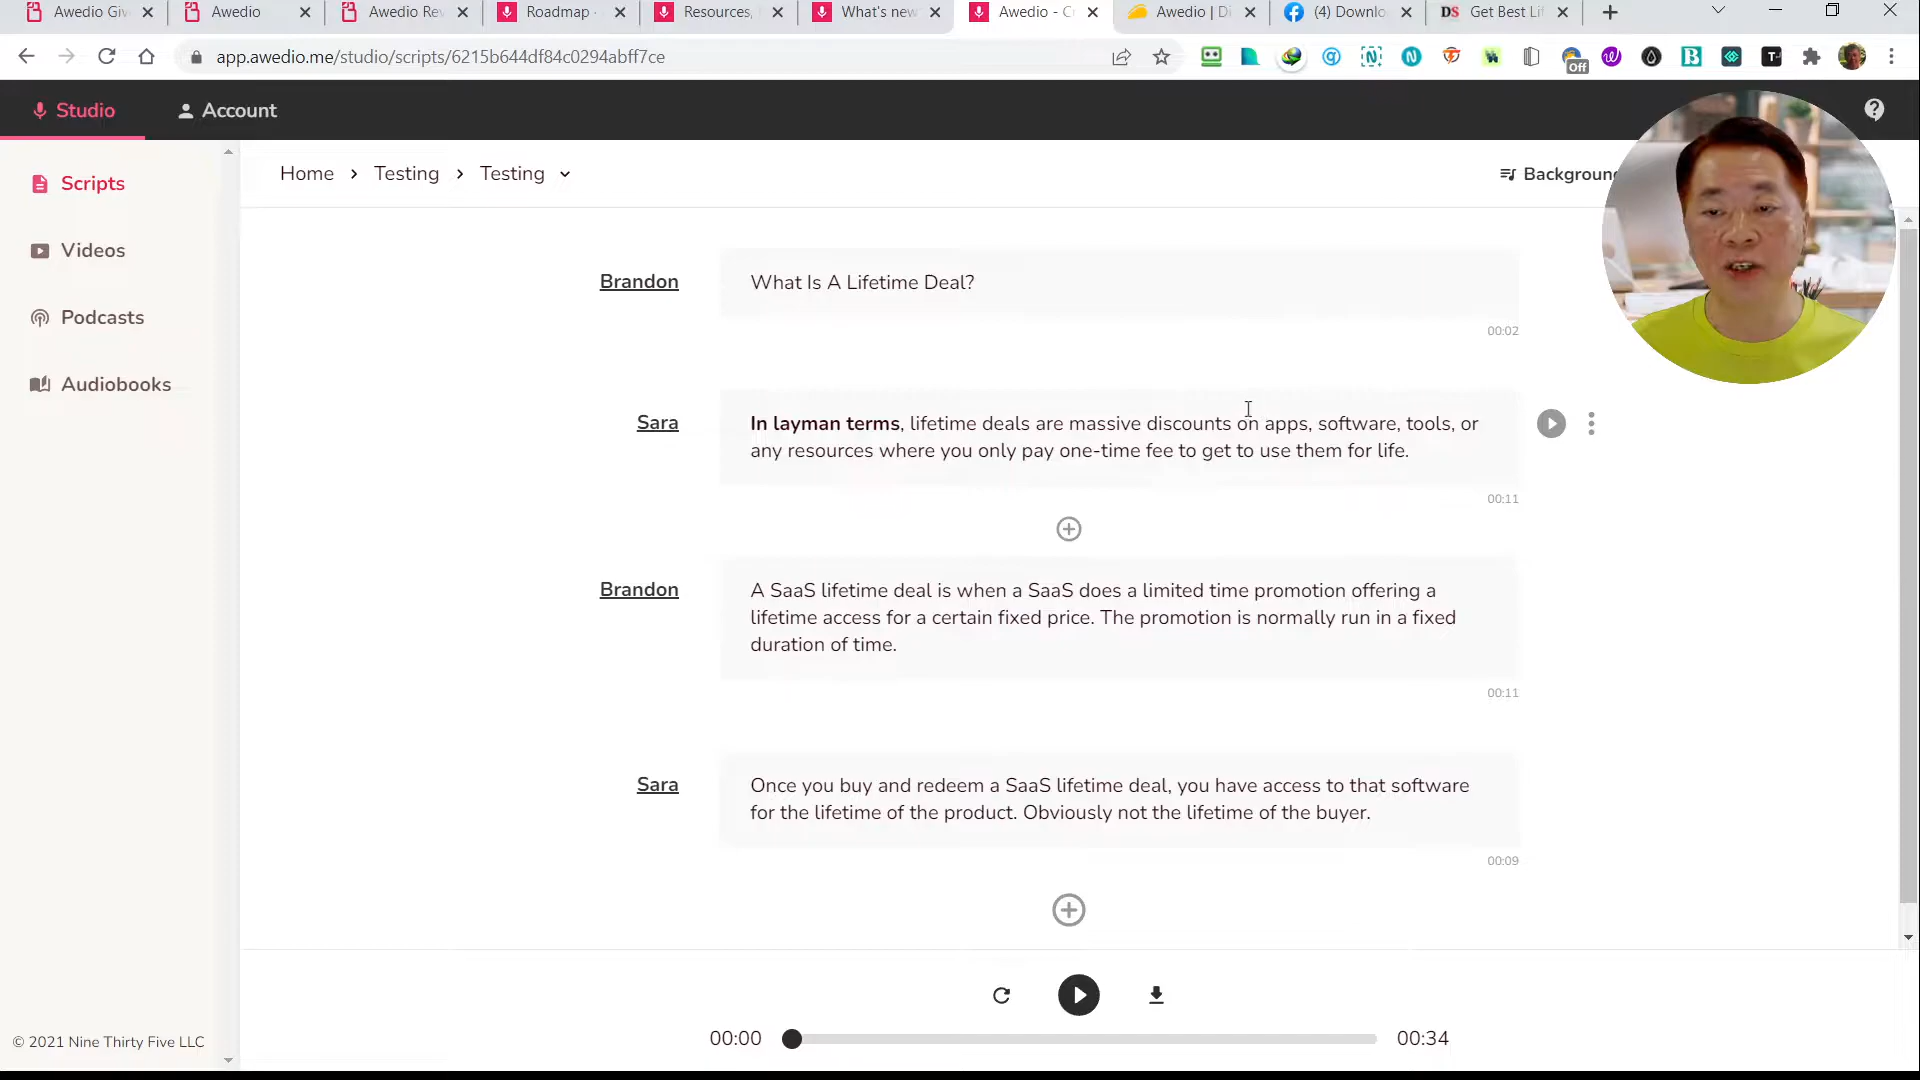 Awedio Giv
Awedio
Awedio Rev
Roadmap -
Resources,
What's new
Awedio - Cr
Awedio | Di
(4) Downlo
DS Get Best Lif
app.awedio.me/studio/scripts/6215b644df84c0294abff7ce
Off
Studio
Account
Scripts
Videos
Podcasts
Audiobooks
Home > Testing > Testing
Background
Brandon
What Is A Lifetime Deal?
00:02
Sara
In layman terms, lifetime deals are massive discounts on apps, software, tools, or
any resources where you only pay one-time fee to get to use them for life.
00:11
Brandon
A SaaS lifetime deal is when a SaaS does a limited time promotion offering a
lifetime access for a certain fixed price. The promotion is normally run in a fixed
duration of time.
00:11
Sara
Once you buy and redeem a SaaS lifetime deal, you have access to that software
for the lifetime of the product. Obviously not the lifetime of the buyer.
00:09
00:00
00:34
© 2021 Nine Thirty Five LLC